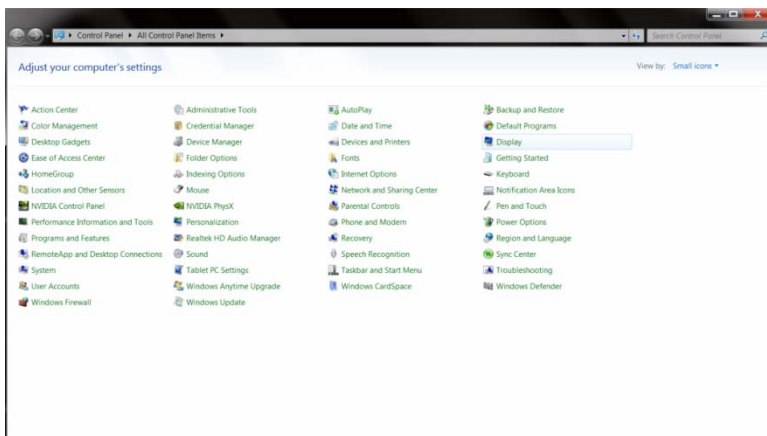 Control Panel All Control Panel Items Search Control Panel
Adjust your computer's settings View by: Small icons
Action Center Administrative Tools AutoPlay Backup and Restore
Color Management Credential Manager Date and Time Default Programs
Desktop Gadgets Device Manager Devices and Printers Display
Ease of Access Center Folder Options Fonts Getting Started
HomeGroup Indexing Options Internet Options Keyboard
Location and Other Sensors Mouse Network and Sharing Center Notification Area Icons
NVIDIA Control Panel NVIDIA PhysX Parental Controls Pen and Touch
Performance Information and Tools Personalization Phone and Modem Power Options
Programs and Features Realtek HD Audio Manager Recovery Region and Language
RemoteApp and Desktop Connections Sound Speech Recognition Sync Center
System Tablet PC Settings Taskbar and Start Menu Troubleshooting
User Accounts Windows Anytime Upgrade Windows CardSpace Windows Defender
Windows Firewall Windows Update